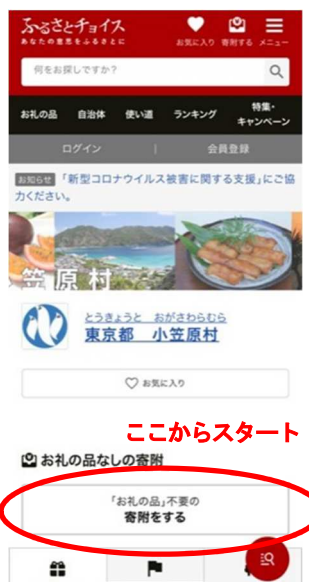 ふるさとチョイス
あなたの意思をふるさとに
お気に入り 寄附する メニュー
何をお探しですか?
お礼の品 自治体 使い道 ランキング 特集・
キャンペーン
ログイン | 会員登録
お知らせ 「新型コロナウイルス被害に関する支援」にご協
力ください。
笠原村
とうきょうと おがさわらむら
東京都 小笠原村
お気に入り
ここからスタート
お礼の品なしの寄附
「お礼の品」不要の
寄附をする